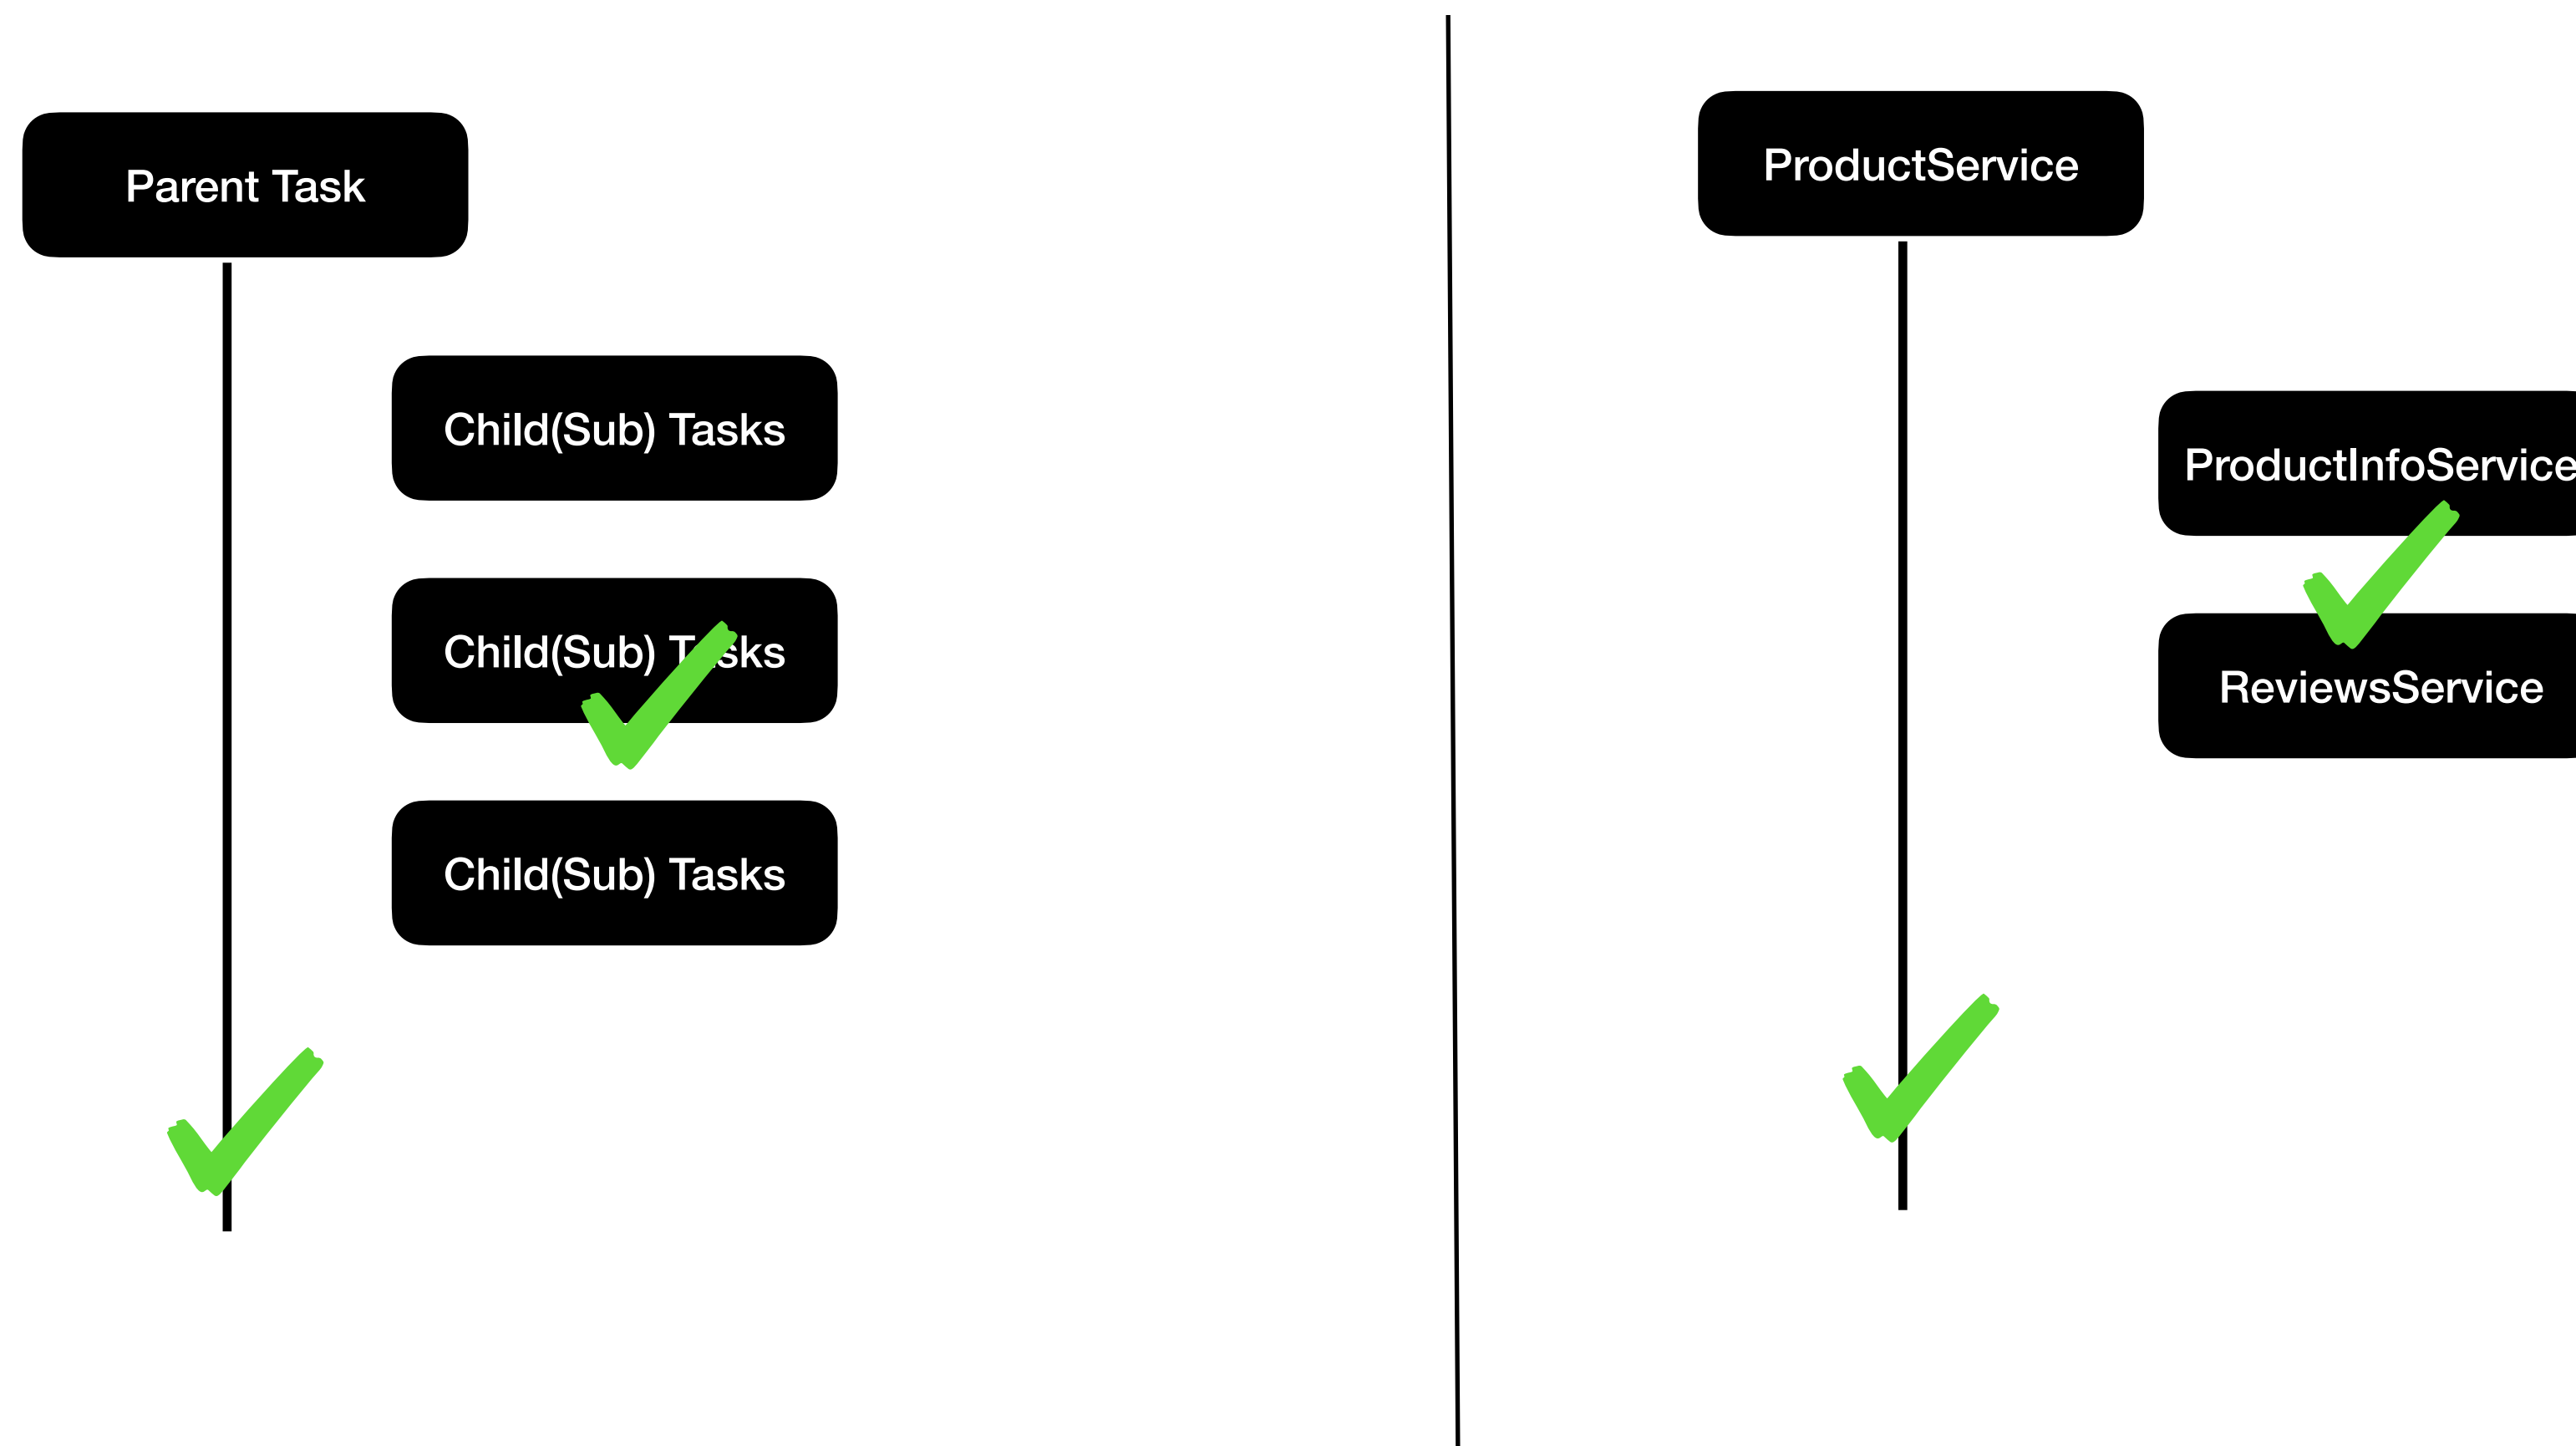 Parent Task
Child(Sub) Tasks
Child(Sub) Tasks
Child(Sub) Tasks
ProductService
ProductInfoService
ReviewsService